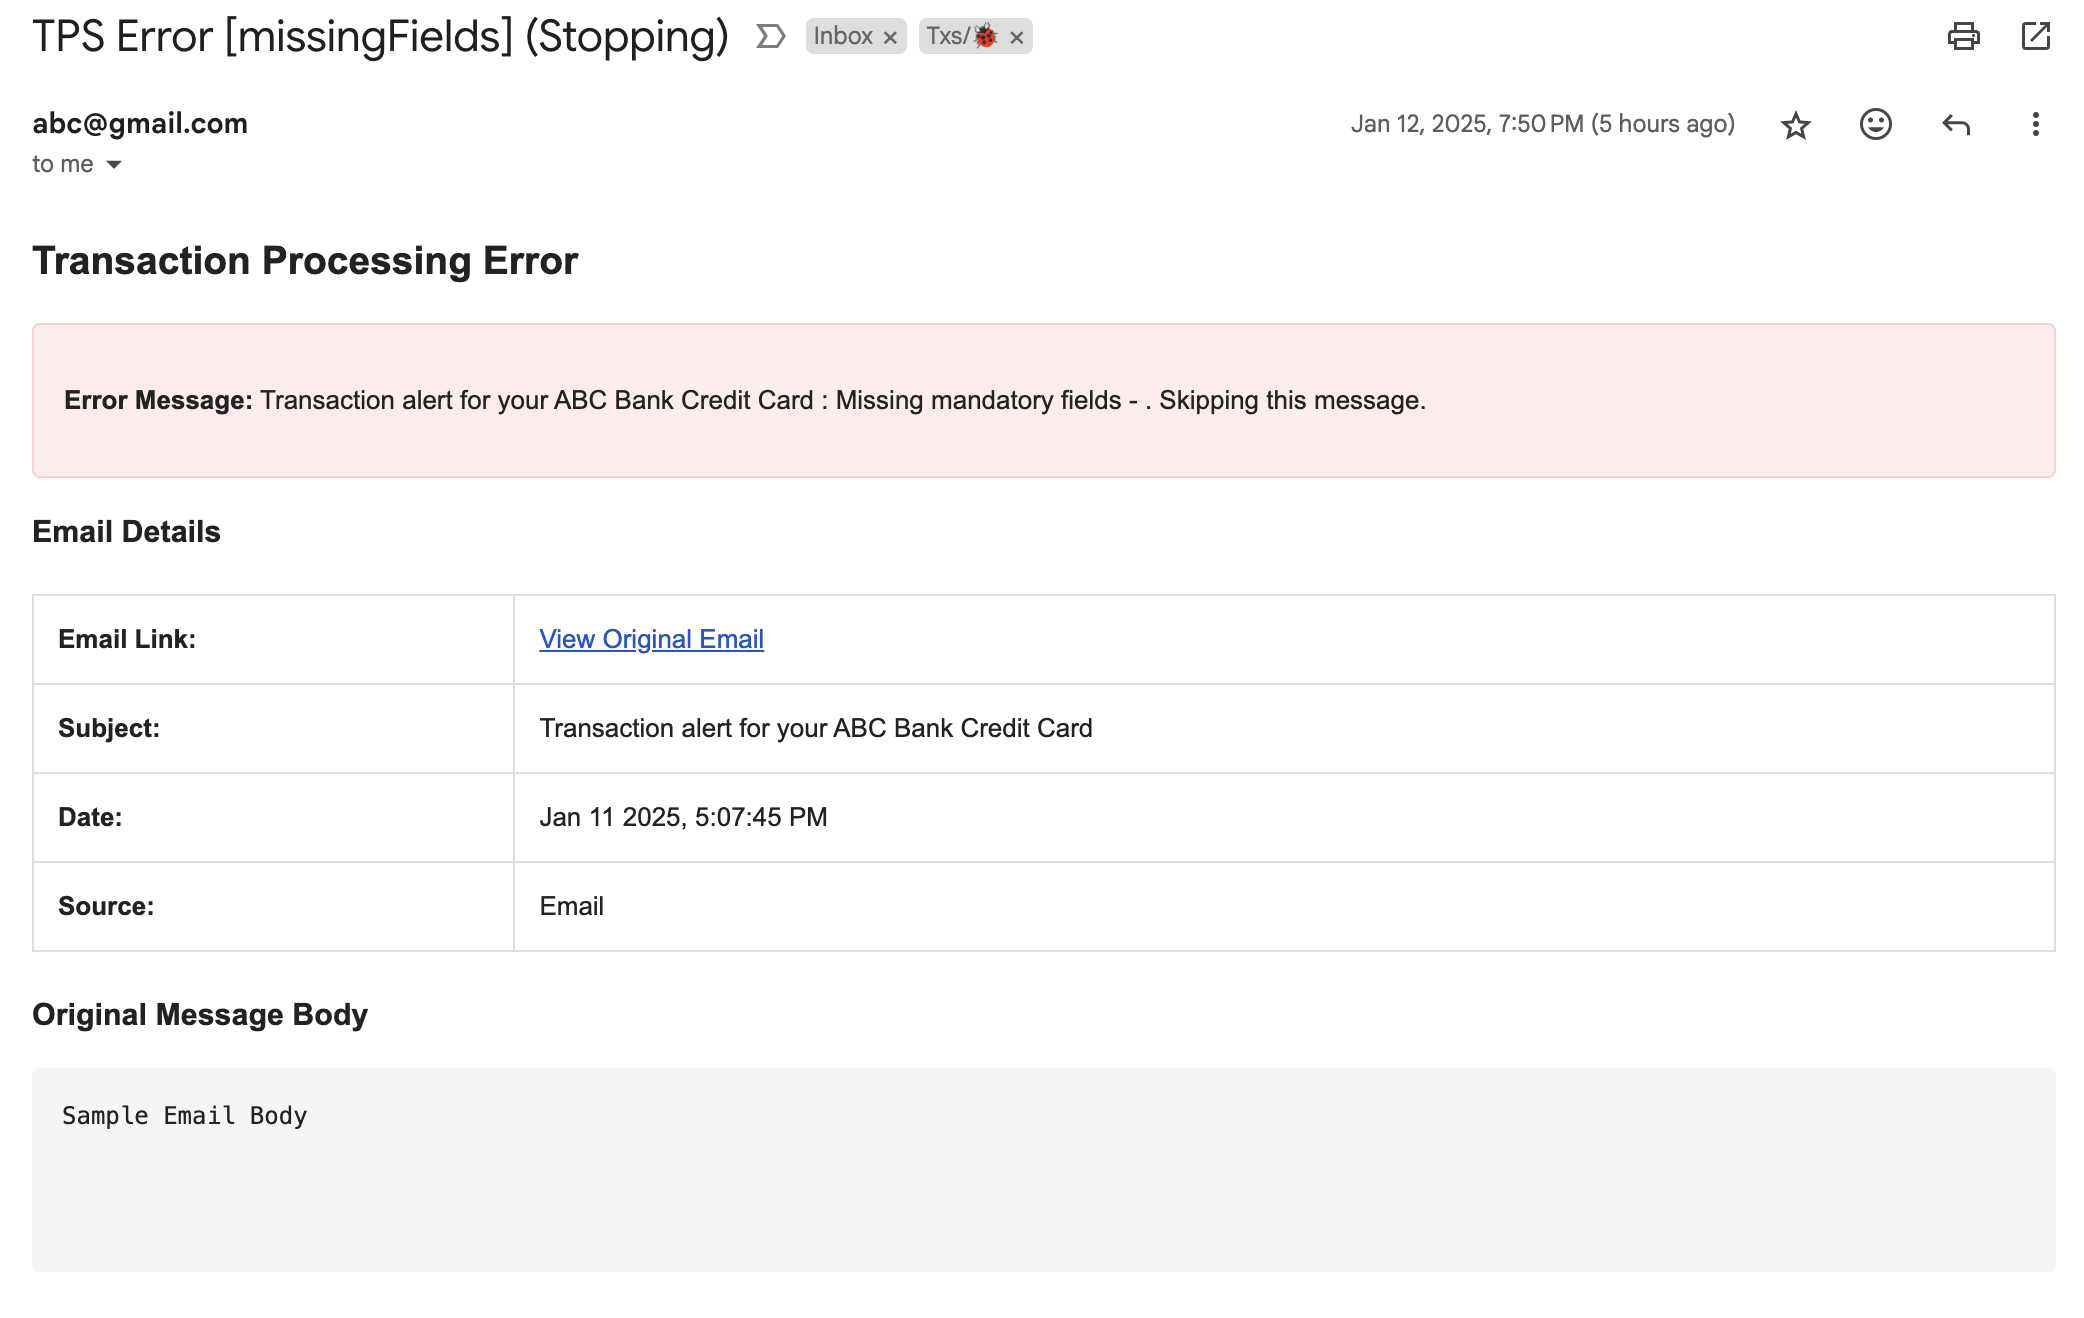 TPS Error [missingFields] (Stopping) Inbox × Txs/🐞 ×
abc@gmail.com Jan 12, 2025, 7:50 PM (5 hours ago)
to me
Transaction Processing Error
Error Message: Transaction alert for your ABC Bank Credit Card : Missing mandatory fields - . Skipping this message.
Email Details
Email Link: View Original Email
Subject: Transaction alert for your ABC Bank Credit Card
Date: Jan 11 2025, 5:07:45 PM
Source: Email
Original Message Body
Sample Email Body